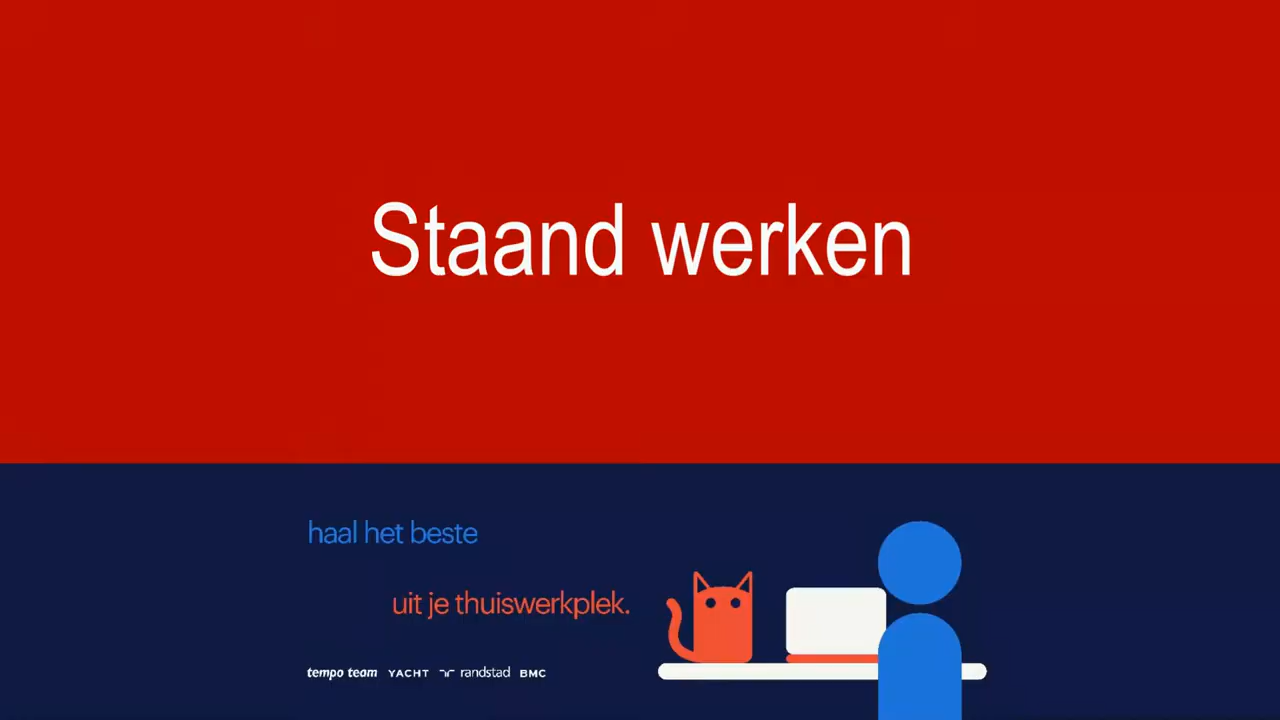 Staand werken
haal het beste
uit je thuiswerkplek.
tempo team YACHT randstad BMC